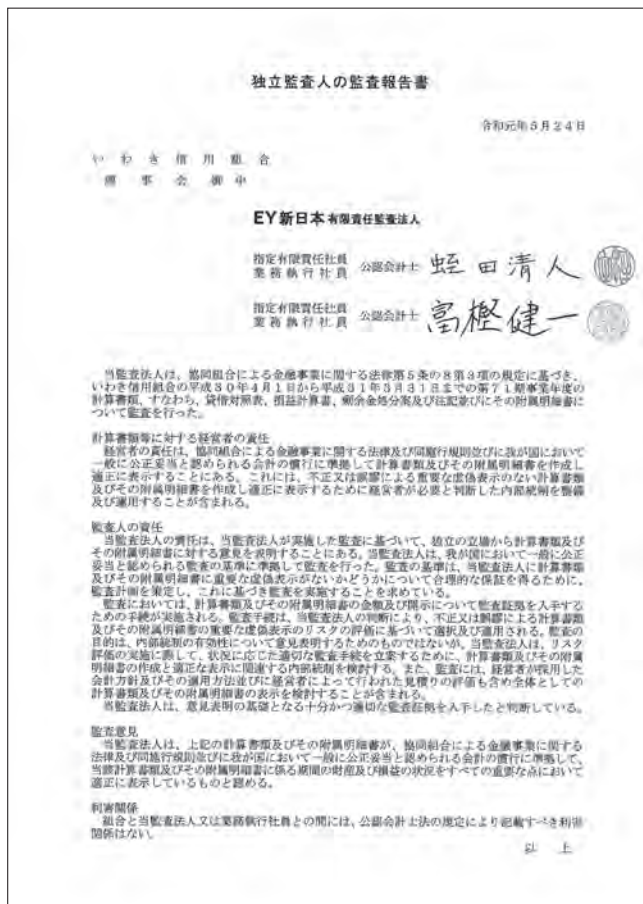 独立監査人の監査報告書
令和元年5月24日
いわき信用組合
理事会御中
EY新日本有限責任監査法人
指定有限責任社員
業務執行社員 公認会計士 蛭田清人
指定有限責任社員
業務執行社員 公認会計士 富樫健一
当監査法人は、協同組合による金融事業に関する法律第5条の8第3項の規定に基づき、
いわき信用組合の平成30年4月1日から平成31年3月31日までの第71期事業年度の
計算書類、すなわち、貸借対照表、損益計算書、剰余金処分案及び注記並びにその附属明細書に
ついて監査を行った。
計算書類等に対する経営者の責任
経営者の責任は、協同組合による金融事業に関する法律及び同施行規則並びに我が国において
一般に公正妥当と認められる会計の慣行に準拠して計算書類及びその附属明細書を作成し
適正に表示することにある。これには、不正又は誤謬による重要な虚偽表示のない計算書類
及びその附属明細書を作成し適正に表示するために経営者が必要と判断した内部統制を整備
及び運用することが含まれる。
監査人の責任
当監査法人の責任は、当監査法人が実施した監査に基づいて、独立の立場から計算書類及び
その附属明細書に対する意見を表明することにある。当監査法人は、我が国において一般に公正
妥当と認められる監査の基準に準拠して監査を行った。監査の基準は、当監査法人に計算書類
及びその附属明細書に重要な虚偽表示がないかどうかについて合理的な保証を得るために、
監査計画を策定し、これに基づき監査を実施することを求めている。
監査においては、計算書類及びその附属明細書の金額及び開示について監査証拠を入手する
ための手続が実施される。監査手続は、当監査法人の判断により、不正又は誤謬による計算書類
及びその附属明細書の重要な虚偽表示のリスクの評価に基づいて選択及び適用される。監査の
目的は、内部統制の有効性について意見表明するためのものではないが、当監査法人は、リスク
評価の実施に際して、状況に応じた適切な監査手続を立案するために、計算書類及びその附属
明細書の作成と適正な表示に関連する内部統制を検討する。また、監査には、経営者が採用した
会計方針及びその適用方法並びに経営者によって行われた見積りの評価も含め全体としての
計算書類及びその附属明細書の表示を検討することが含まれる。
当監査法人は、意見表明の基礎となる十分かつ適切な監査証拠を入手したと判断している。
監査意見
当監査法人は、上記の計算書類及びその附属明細書が、協同組合による金融事業に関する
法律及び同施行規則並びに我が国において一般に公正妥当と認められる会計の慣行に準拠して、
当該計算書類及びその附属明細書に係る期間の財産及び損益の状況をすべての重要な点において
適正に表示しているものと認める。
利害関係
組合と当監査法人又は業務執行社員との間には、公認会計士法の規定により記載すべき利害
関係はない。
以上